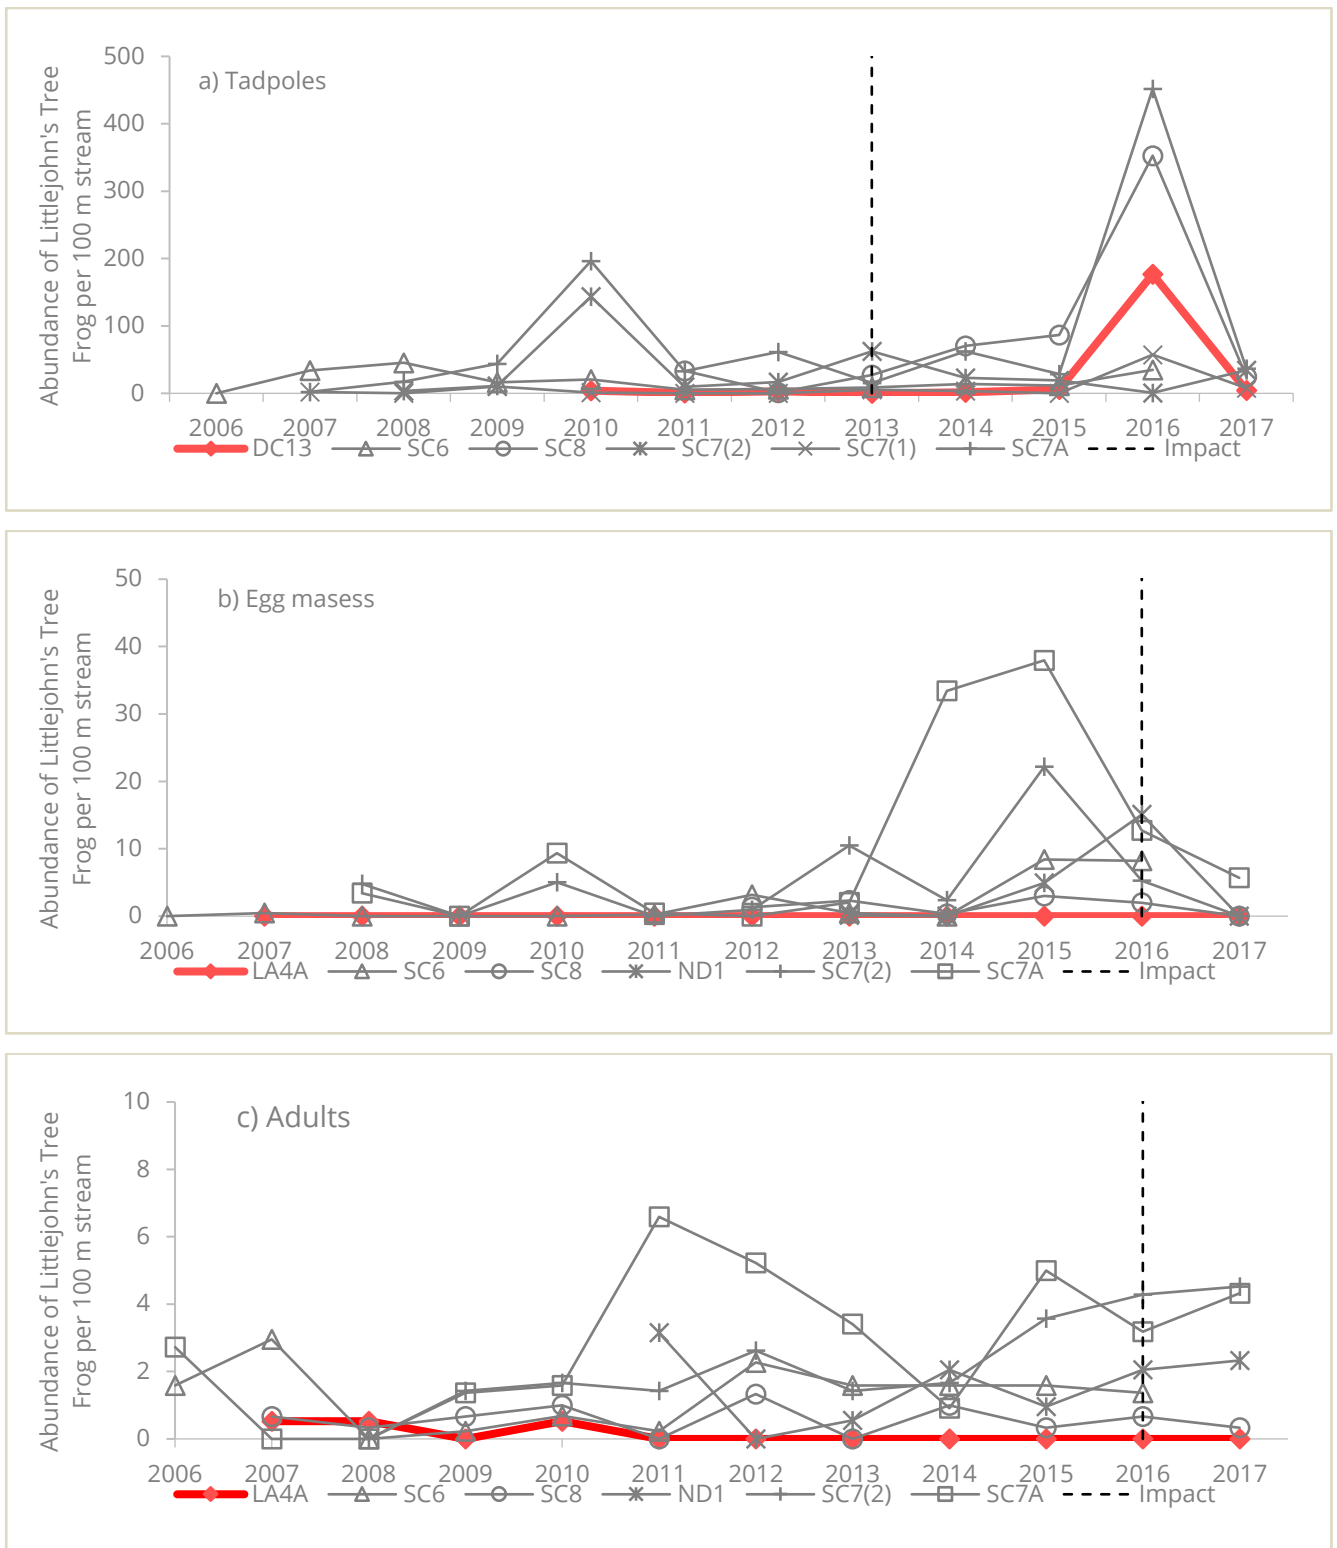 500
a) Tadpoles
400
300
200
100
0
Abundance of Littlejohn's Tree
Frog per 100 m stream
2006 2007 2008 2009 2010 2011 2012 2013 2014 2015 2016 2017
DC13 SC6 SC8 SC7(2) SC7(1) SC7A Impact
50
b) Egg masess
40
30
20
10
0
Abundance of Littlejohn's Tree
Frog per 100 m stream
2006 2007 2008 2009 2010 2011 2012 2013 2014 2015 2016 2017
LA4A SC6 SC8 ND1 SC7(2) SC7A Impact
10
c) Adults
8
6
4
2
0
Abundance of Littlejohn's Tree
Frog per 100 m stream
2006 2007 2008 2009 2010 2011 2012 2013 2014 2015 2016 2017
LA4A SC6 SC8 ND1 SC7(2) SC7A Impact